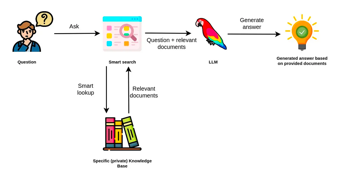 Ask
Generate
answer
Question + relevant
documents
Question
Smart search
LLM
Generated answer based
on provided documents
Smart
lookup
Relevant
documents
Specific (private) Knowledge
Base